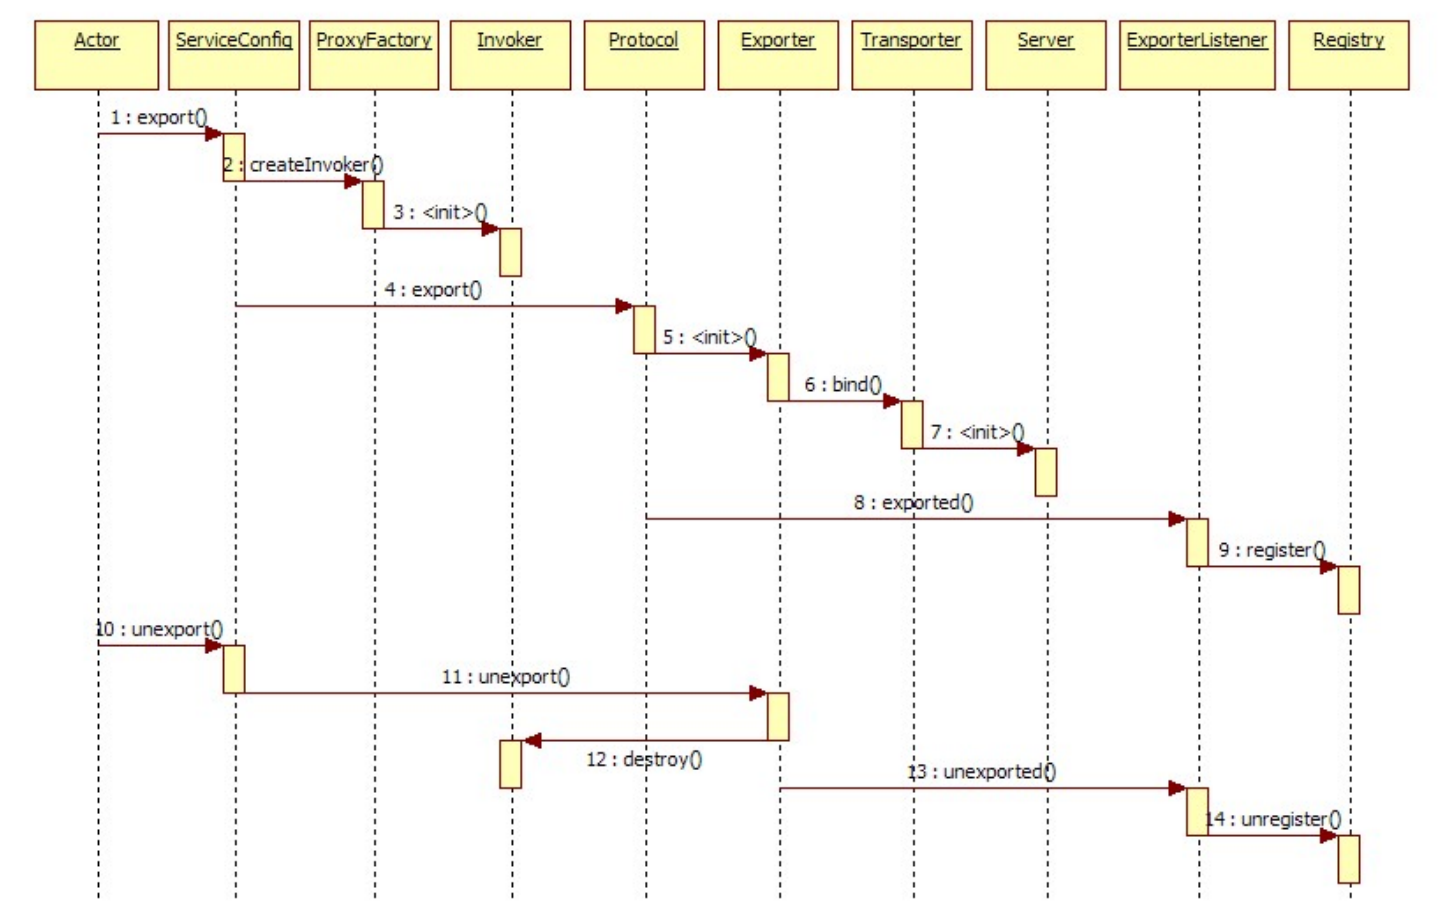 Actor
ServiceConfig
ProxyFactory
Invoker
Protocol
Exporter
Transporter
Server
ExporterListener
Registry
1 : export()
2 : createInvoker()
3 : <init>()
4 : export()
5 : <init>()
6 : bind()
7 : <init>()
8 : exported()
9 : register()
10 : unexport()
11 : unexport()
12 : destroy()
13 : unexported()
14 : unregister()